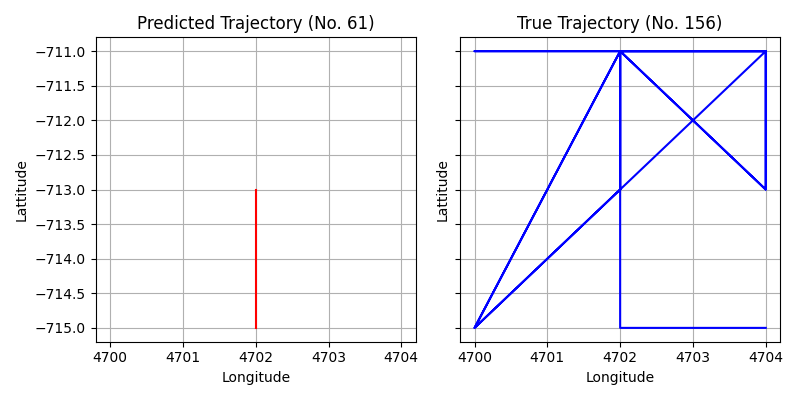 Predicted Trajectory (No. 61)
True Trajectory (No. 156)
−711.0
−711.5
−712.0
−712.5
−713.0
−713.5
−714.0
−714.5
−715.0
Lattitude
Lattitude
4700 4701 4702 4703 4704
4700 4701 4702 4703 4704
Longitude
Longitude